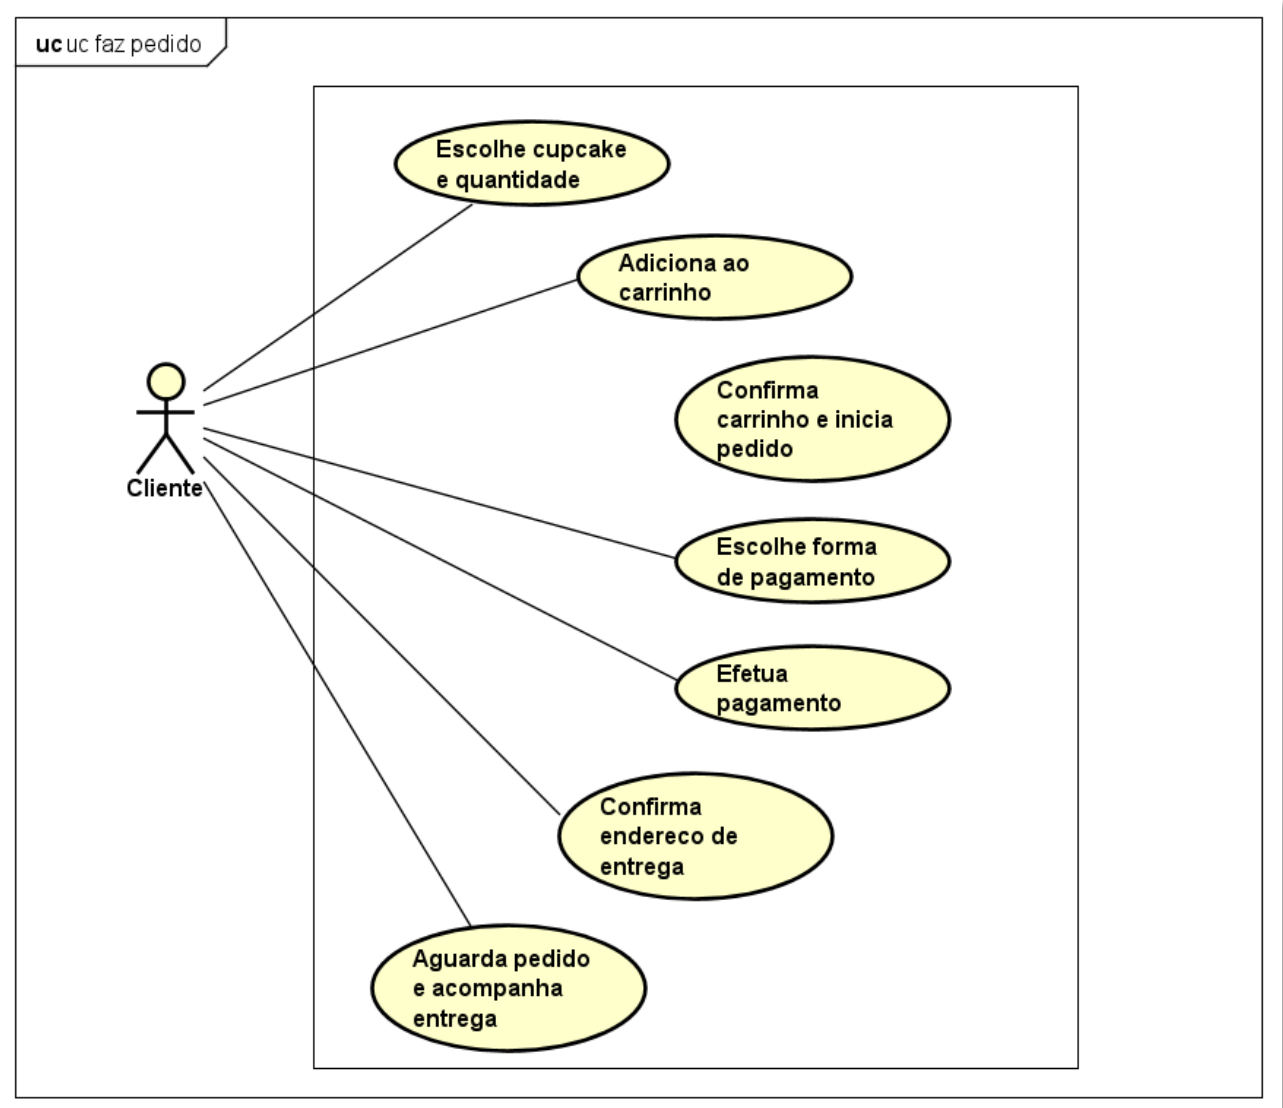 uc uc faz pedido
Escolhe cupcake
e quantidade
Adiciona ao
carrinho
Confirma
carrinho e inicia
pedido
Cliente
Escolhe forma
de pagamento
Efetua
pagamento
Confirma
endereco de
entrega
Aguarda pedido
e acompanha
entrega